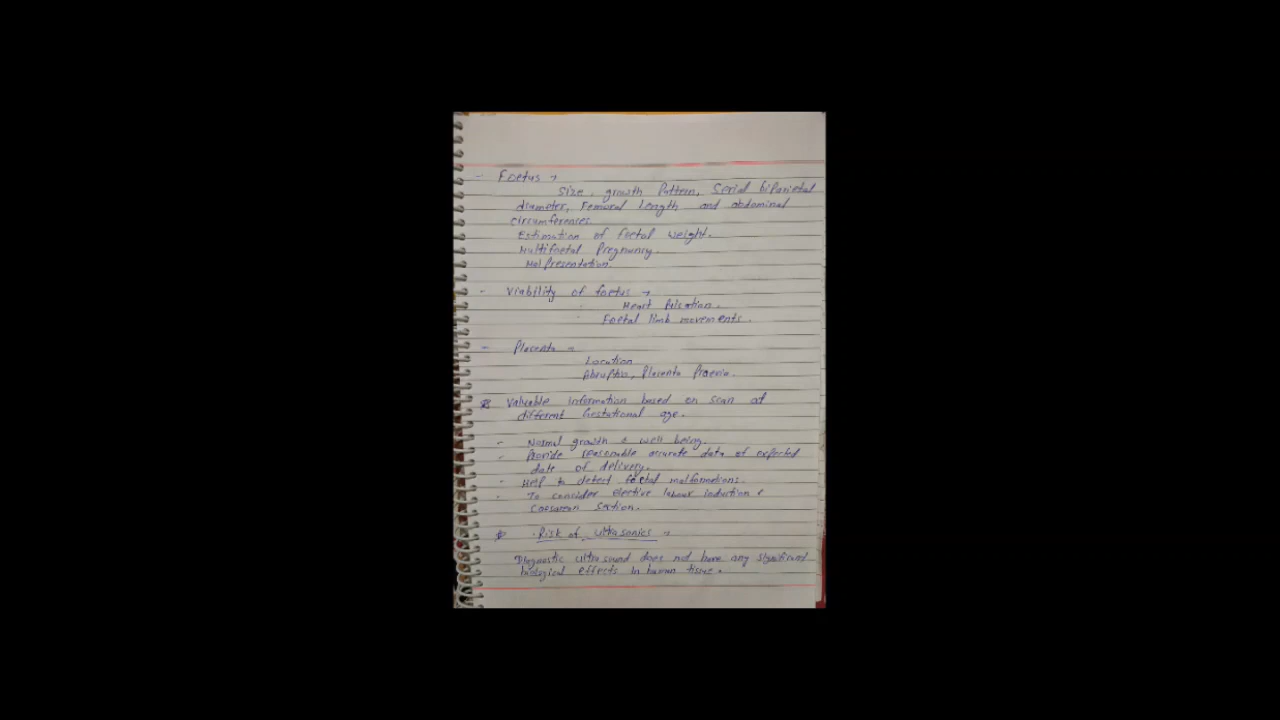 - Foetus →
Size, growth Pattern, Serial biparietal
diameter, Femoral Length and abdominal
circumferences.
Estimation of foetal weight.
Multifoetal Pregnancy.
Mal Presentation.
- Viability of foetus →
Heart Pulsation.
Foetal limb movements.
- Placenta →
Location
Abruptio, Placenta Praevia.
Valuable information based on scan at
different Gestational age.
- Normal growth & well being.
- Provide reasonable accurate data of expected
date of delivery.
- Help to detect foetal malformations.
- To consider elective labour induction &
Caesarean Section.
Risk of ultrasonics →
Diagnostic ultrasound does not have any significant
biological effects in human tissue.